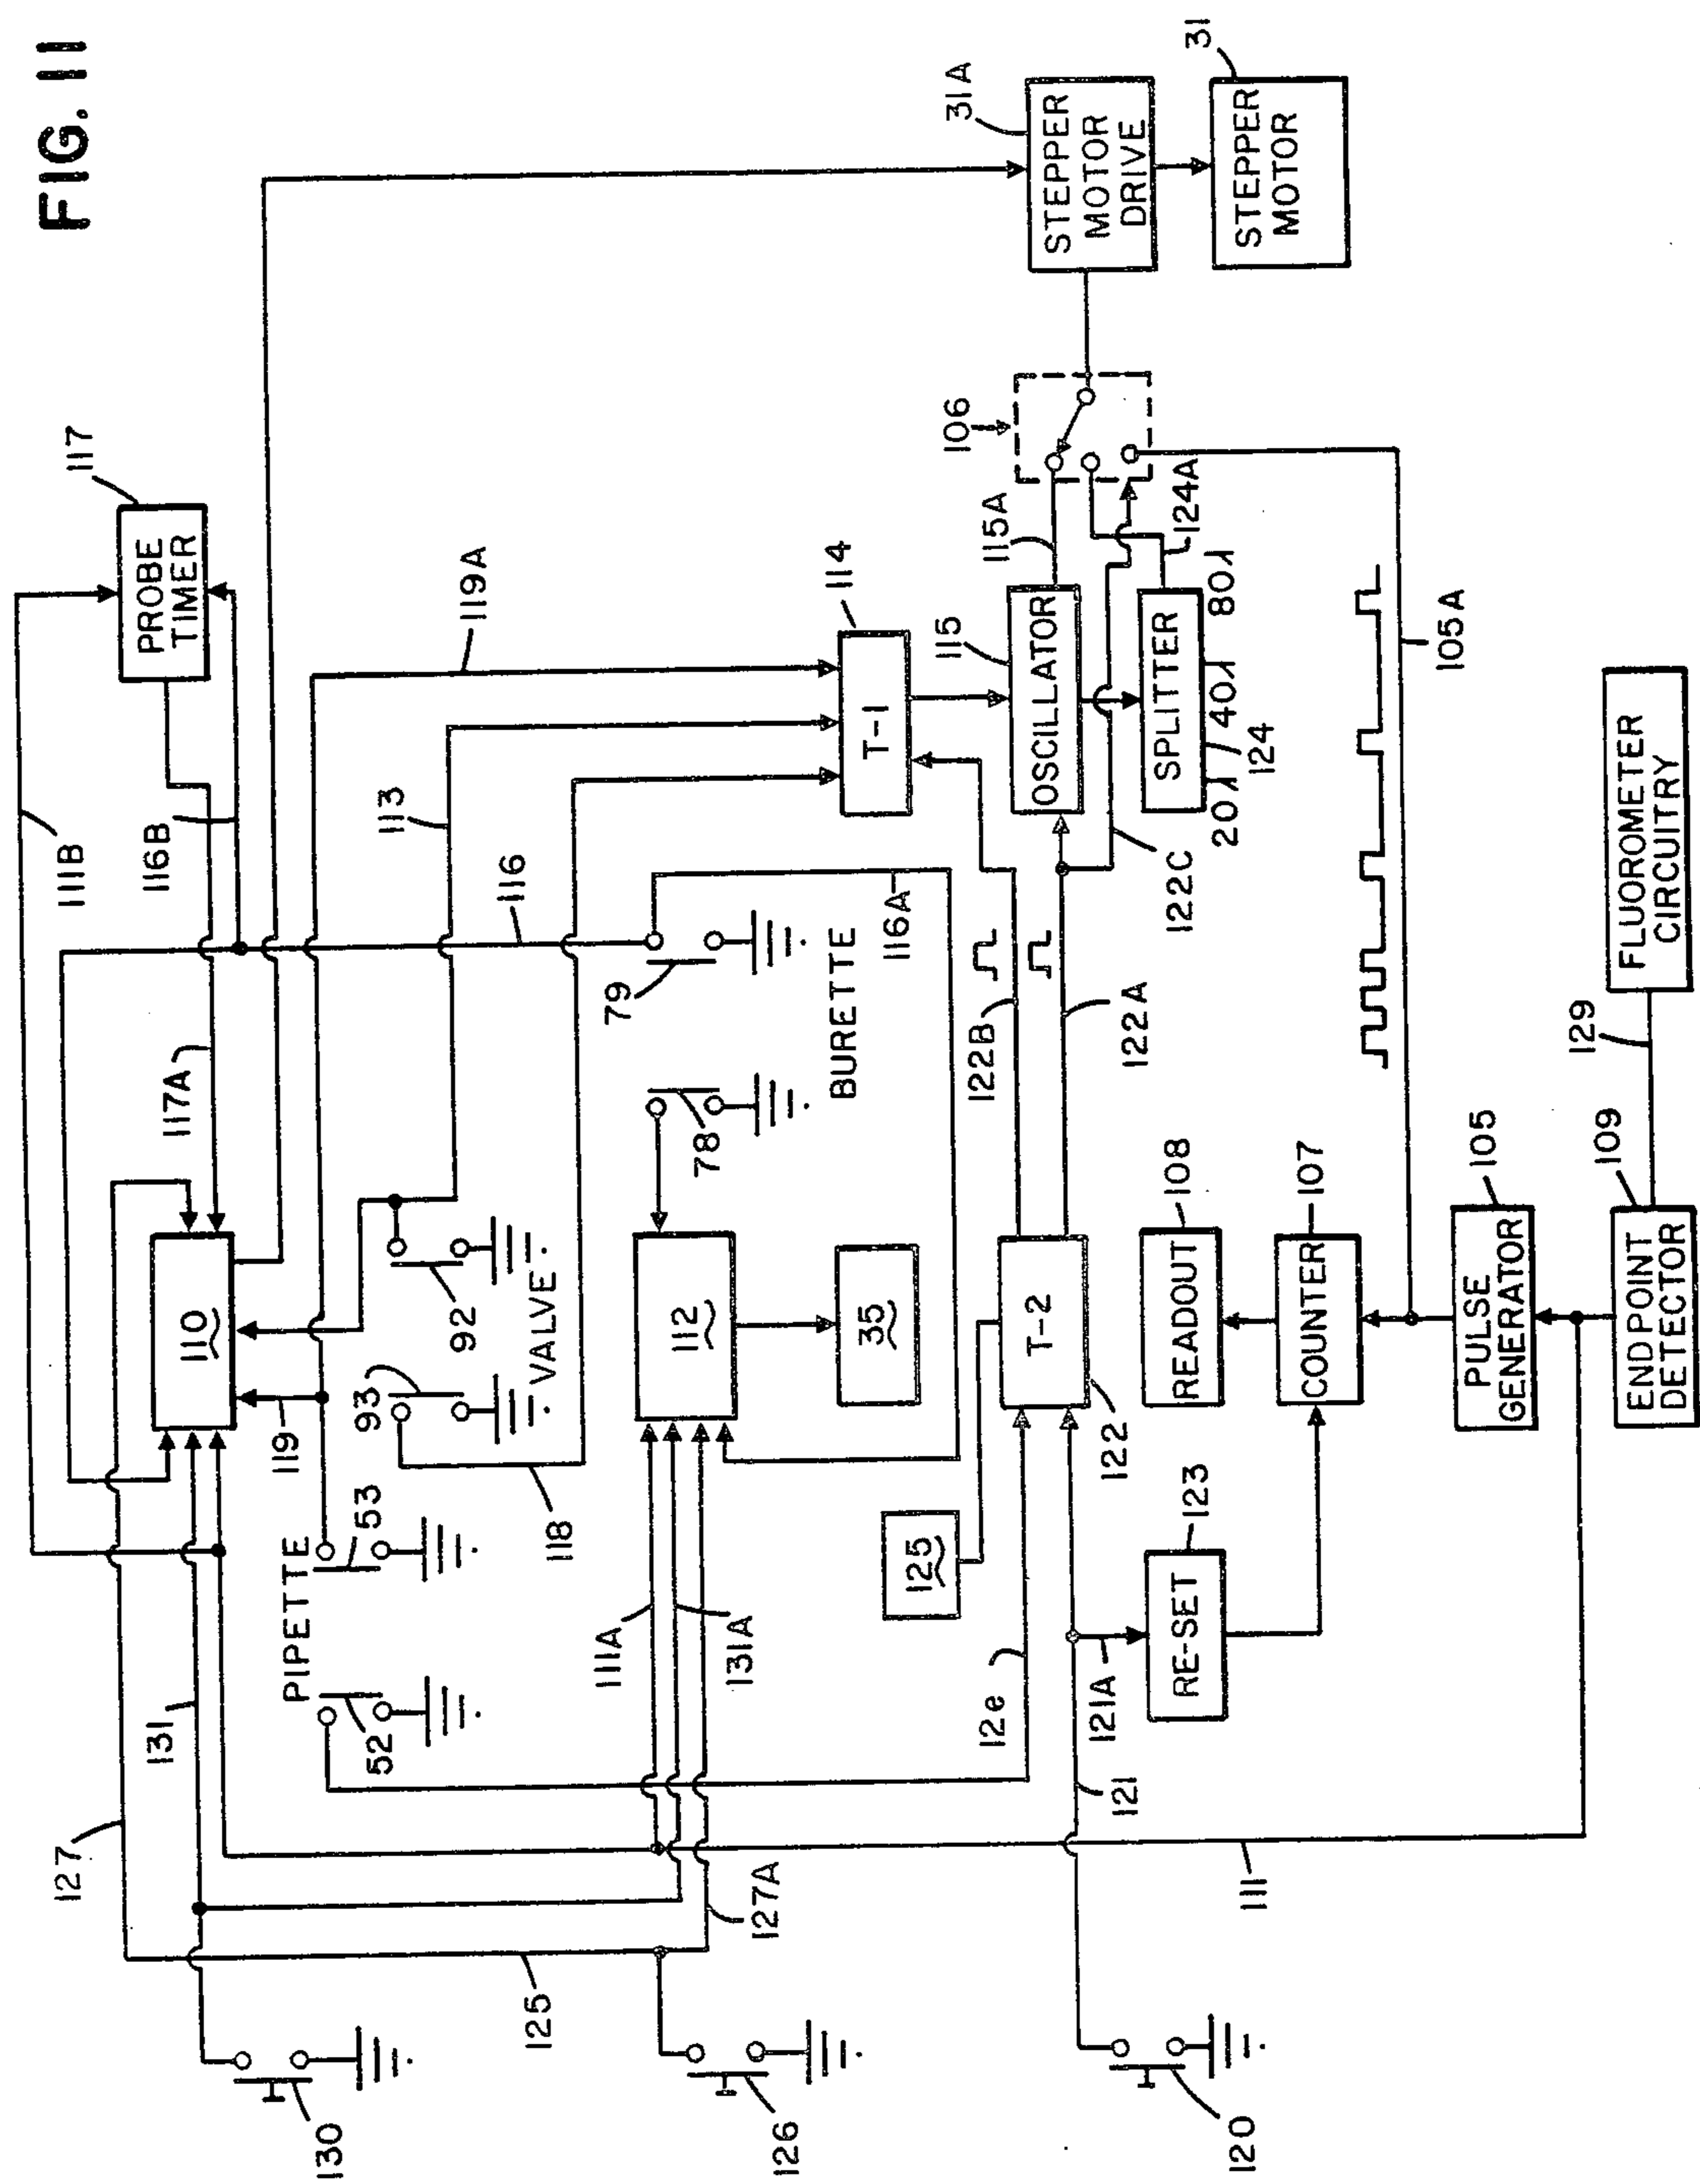 FIG. 11
130
131
127
125
126
127A
111
120
121
121A
12e
PIPETTE
52
53
119
110
117A
111B
116B
PROBE TIMER
117
93
92
VALVE
118
113
116
119A
111A
131A
112
35
78
79
BURETTE
116A
T-1
114
125
T-2
122
122B
122A
122C
OSCILLATOR
115
115A
SPLITTER
124
20λ
40λ
80λ
124A
106
STEPPER MOTOR DRIVE
31A
STEPPER MOTOR
31
RE-SET
123
READOUT
108
COUNTER
107
PULSE GENERATOR
105
105A
ENDPOINT DETECTOR
109
129
FLUOROMETER CIRCUITRY